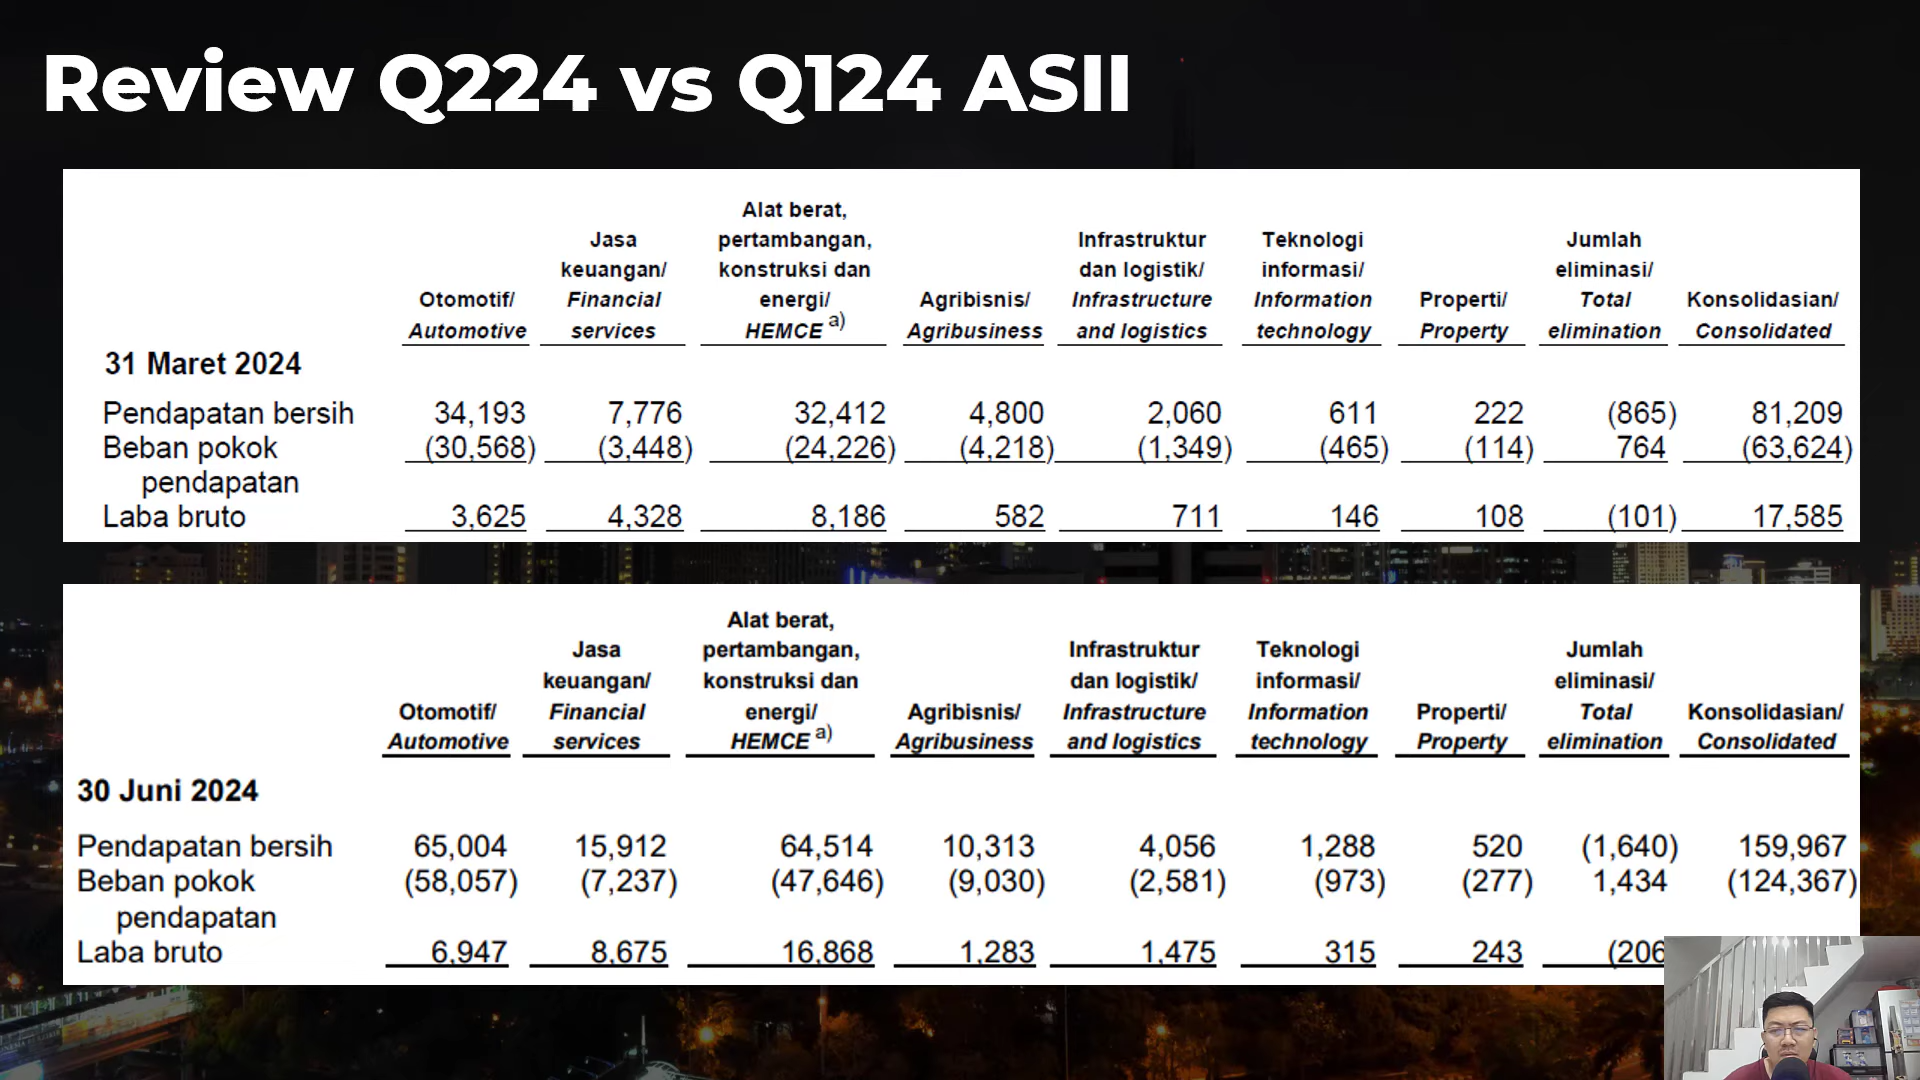 Review Q224 vs Q124 ASII
Alat berat,
Jasa pertambangan, Infrastruktur Teknologi Jumlah
keuangan/ konstruksi dan dan logistik/ informasi/ eliminasi/
Otomotif/ Financial energi/ Agribisnis/ Infrastructure Information Properti/ Total Konsolidasian/
Automotive services HEMCE a) Agribusiness and logistics technology Property elimination Consolidated
31 Maret 2024
Pendapatan bersih 34,193 7,776 32,412 4,800 2,060 611 222 (865) 81,209
Beban pokok (30,568) (3,448) (24,226) (4,218) (1,349) (465) (114) 764 (63,624)
pendapatan
Laba bruto 3,625 4,328 8,186 582 711 146 108 (101) 17,585
Alat berat,
Jasa pertambangan, Infrastruktur Teknologi Jumlah
keuangan/ konstruksi dan dan logistik/ informasi/ eliminasi/
Otomotif/ Financial energi/ Agribisnis/ Infrastructure Information Properti/ Total Konsolidasian/
Automotive services HEMCE a) Agribusiness and logistics technology Property elimination Consolidated
30 Juni 2024
Pendapatan bersih 65,004 15,912 64,514 10,313 4,056 1,288 520 (1,640) 159,967
Beban pokok (58,057) (7,237) (47,646) (9,030) (2,581) (973) (277) 1,434 (124,367)
pendapatan
Laba bruto 6,947 8,675 16,868 1,283 1,475 315 243 (206